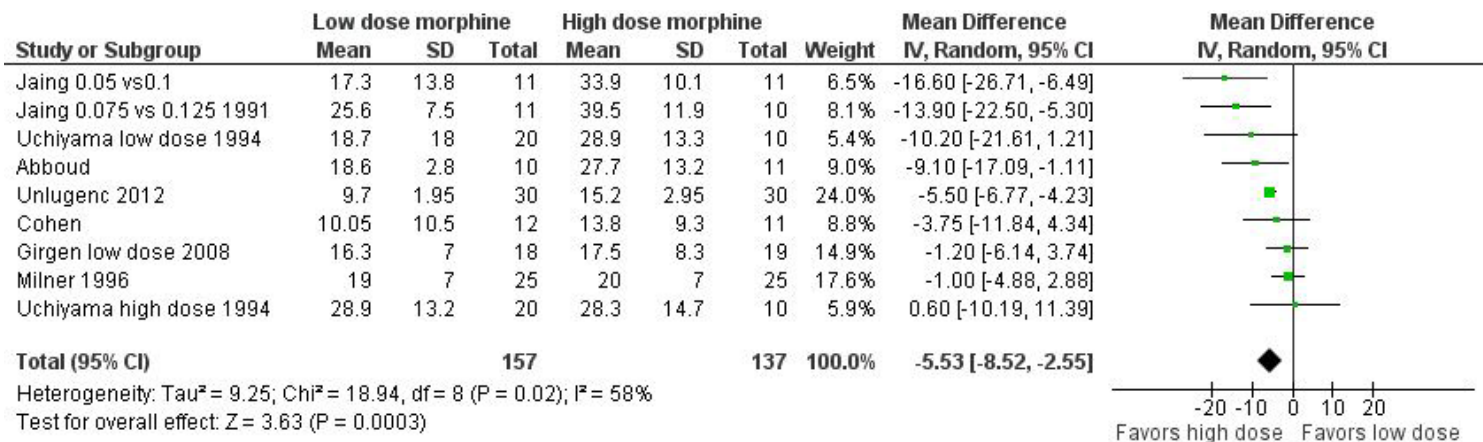 Low dose morphine High dose morphine Mean Difference Mean Difference
Study or Subgroup Mean SD Total Mean SD Total Weight IV, Random, 95% CI IV, Random, 95% CI
Jaing 0.05 vs0.1 17.3 13.8 11 33.9 10.1 11 6.5% -16.60 [-26.71, -6.49]
Jaing 0.075 vs 0.125 1991 25.6 7.5 11 39.5 11.9 10 8.1% -13.90 [-22.50, -5.30]
Uchiyama low dose 1994 18.7 18 20 28.9 13.3 10 5.4% -10.20 [-21.61, 1.21]
Abboud 18.6 2.8 10 27.7 13.2 11 9.0% -9.10 [-17.09, -1.11]
Unlugenc 2012 9.7 1.95 30 15.2 2.95 30 24.0% -5.50 [-6.77, -4.23]
Cohen 10.05 10.5 12 13.8 9.3 11 8.8% -3.75 [-11.84, 4.34]
Girgen low dose 2008 16.3 7 18 17.5 8.3 19 14.9% -1.20 [-6.14, 3.74]
Milner 1996 19 7 25 20 7 25 17.6% -1.00 [-4.88, 2.88]
Uchiyama high dose 1994 28.9 13.2 20 28.3 14.7 10 5.9% 0.60 [-10.19, 11.39]
Total (95% CI) 157 137 100.0% -5.53 [-8.52, -2.55]
Heterogeneity: Tau² = 9.25; Chi² = 18.94, df = 8 (P = 0.02); I² = 58%
Test for overall effect: Z = 3.63 (P = 0.0003)
-20 -10 0 10 20
Favors high dose Favors low dose